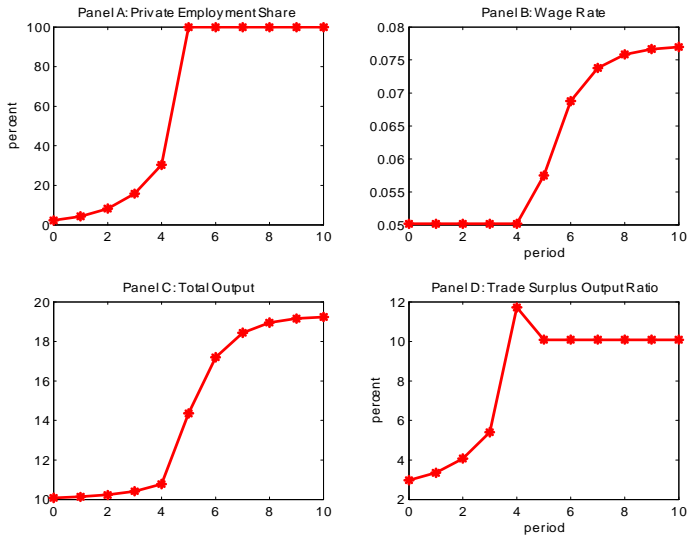 Panel A: Private Employment Share
100
80
60
40
20
0
percent
0 2 4 6 8 10
Panel B: Wage Rate
0.08
0.075
0.07
0.065
0.06
0.055
0.05
0 2 4 6 8 10
period
Panel C: Total Output
20
18
16
14
12
10
0 2 4 6 8 10
Panel D: Trade Surplus Output Ratio
12
10
8
6
4
2
percent
0 2 4 6 8 10
period